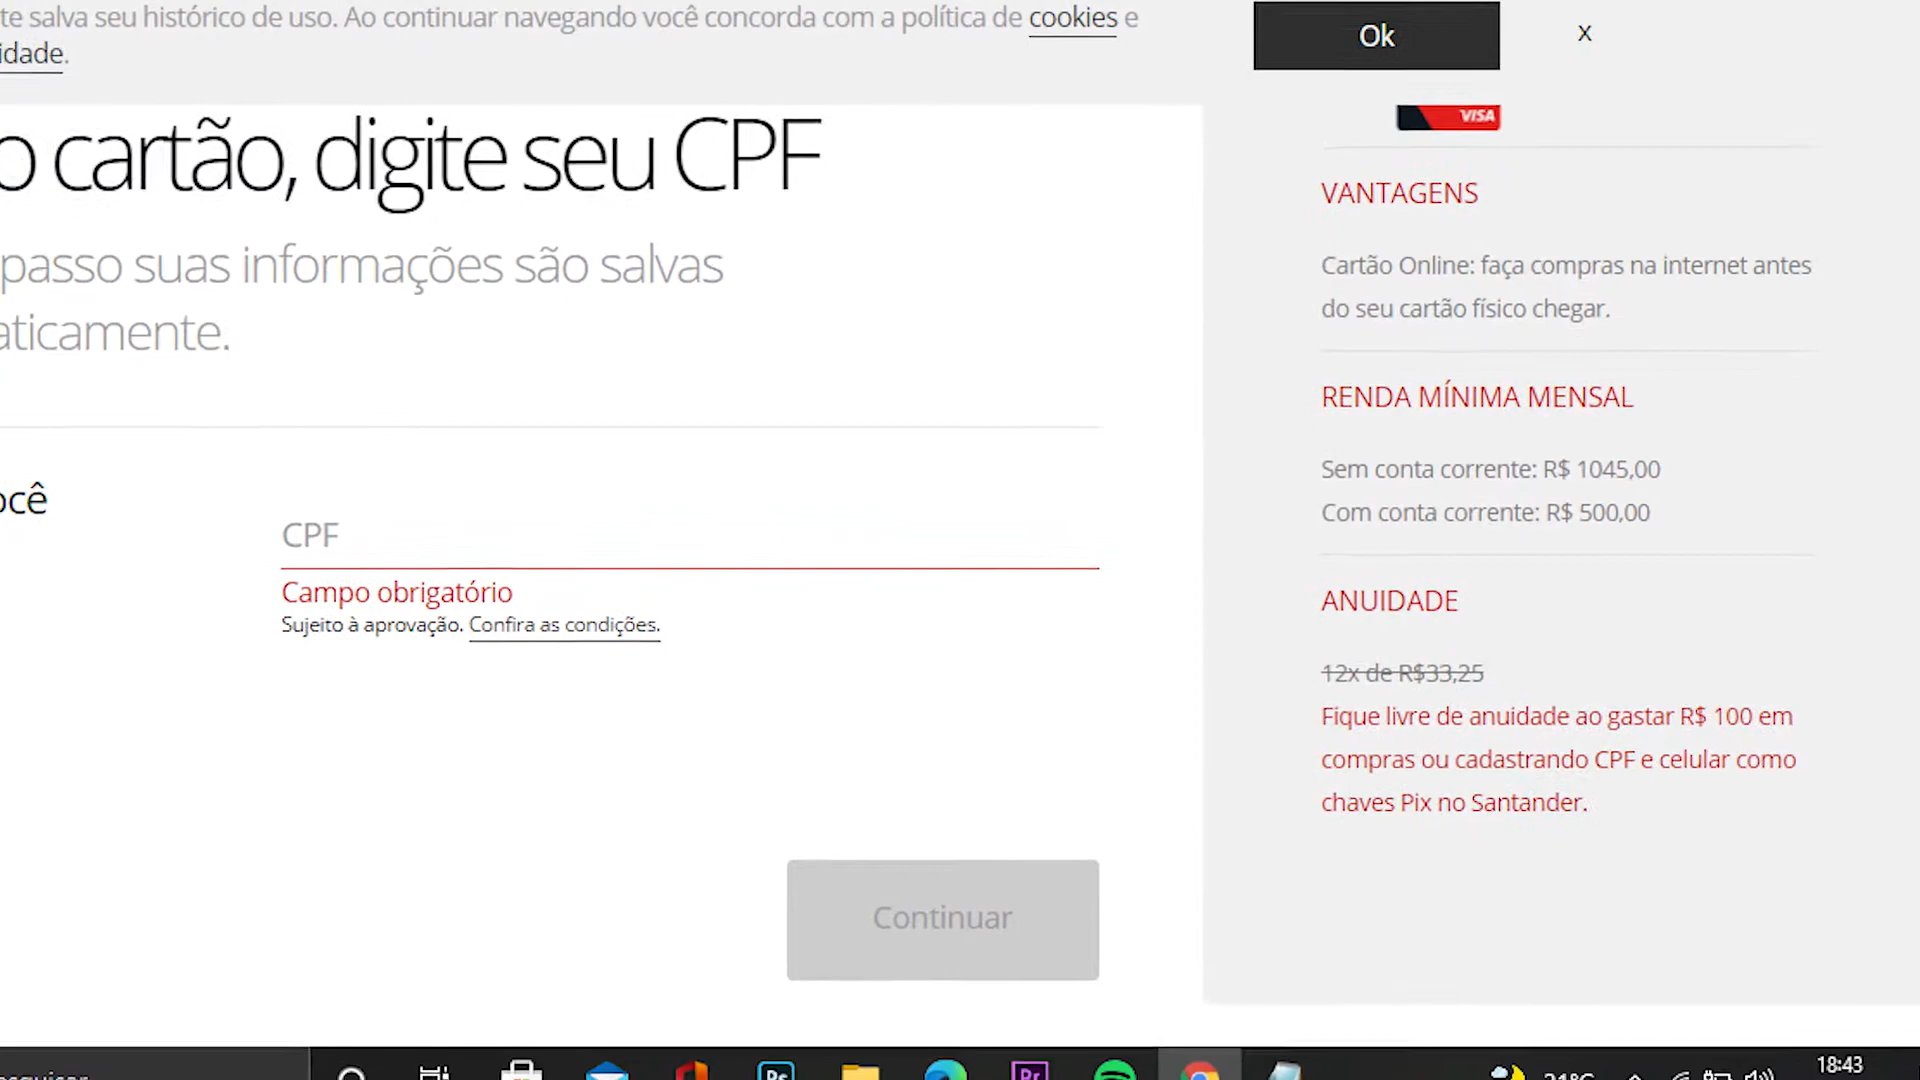 te salva seu histórico de uso. Ao continuar navegando você concorda com a política de cookies e
idade.
Ok
x
VISA
o cartão, digite seu CPF
passo suas informações são salvas
aticamente.
ocê
CPF
Campo obrigatório
Sujeito à aprovação. Confira as condições.
Continuar
VANTAGENS
Cartão Online: faça compras na internet antes
do seu cartão físico chegar.
RENDA MÍNIMA MENSAL
Sem conta corrente: R$ 1045,00
Com conta corrente: R$ 500,00
ANUIDADE
12x de R$33,25
Fique livre de anuidade ao gastar R$ 100 em
compras ou cadastrando CPF e celular como
chaves Pix no Santander.
Ps
Pr
21°C
18:43